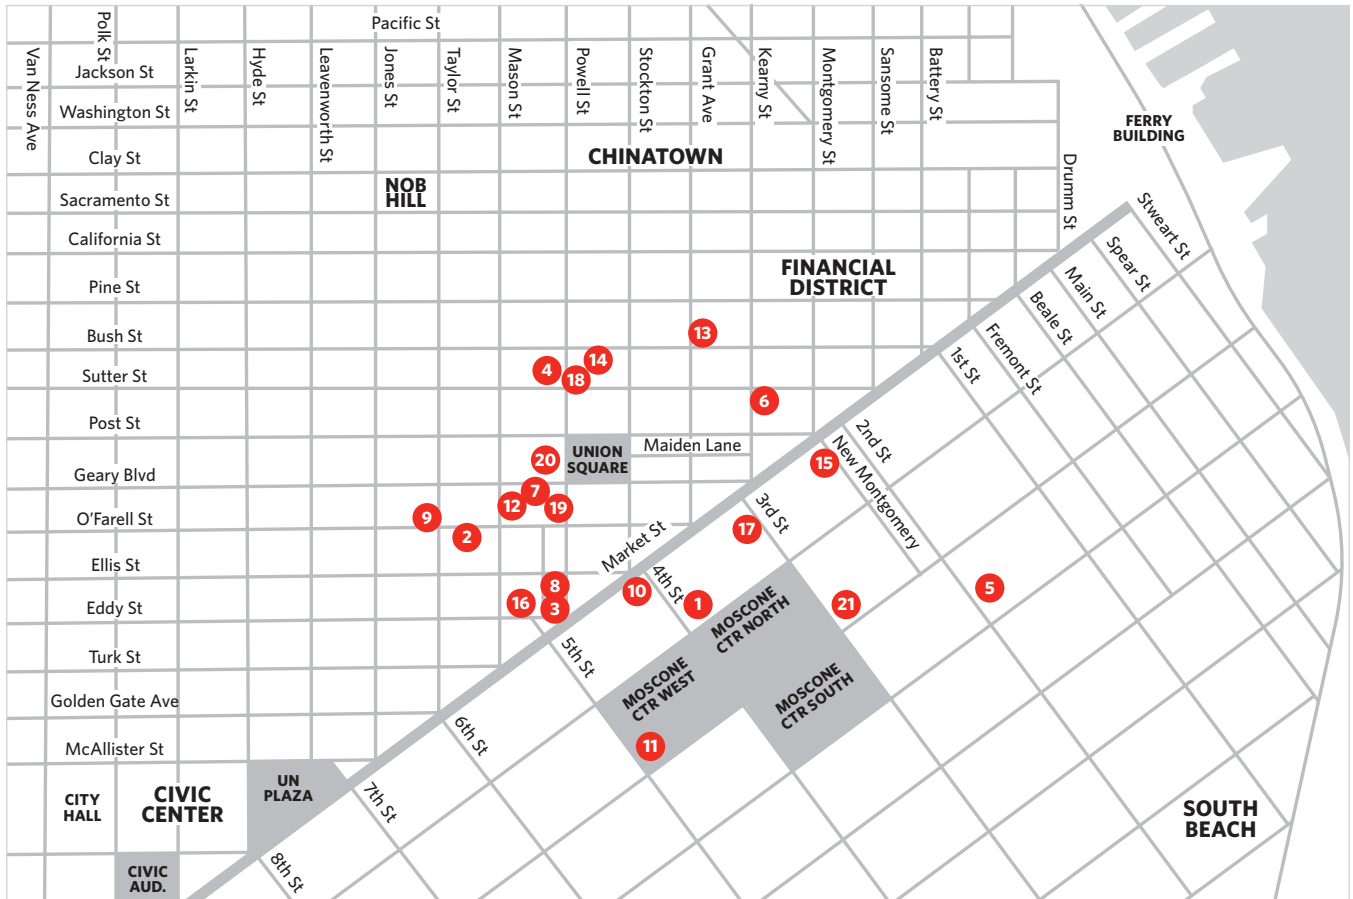 Pacific St
Polk St
Van Ness Ave
Larkin St
Hyde St
Leavenworth St
Jones St
Taylor St
Mason St
Powell St
Stockton St
Grant Ave
Kearny St
Montgomery St
Sansome St
Battery St
Drumm St
Jackson St
Washington St
Clay St
Sacramento St
California St
Pine St
Bush St
Sutter St
Post St
Geary Blvd
O'Farell St
Ellis St
Eddy St
Turk St
Golden Gate Ave
McAllister St
FERRY
BUILDING
CHINATOWN
NOB
HILL
FINANCIAL
DISTRICT
Stweart St
Spear St
Main St
Beale St
Fremont St
1st St
2nd St
New Montgomery
3rd St
4th St
5th St
6th St
7th St
8th St
Market St
Maiden Lane
UNION
SQUARE
13
14
4
18
6
20
7
12
19
9
2
15
17
8
16
3
10
1
21
5
11
MOSCONE
CTR NORTH
MOSCONE
CTR WEST
MOSCONE
CTR SOUTH
UN
PLAZA
CITY
HALL
CIVIC
CENTER
CIVIC
AUD.
SOUTH
BEACH